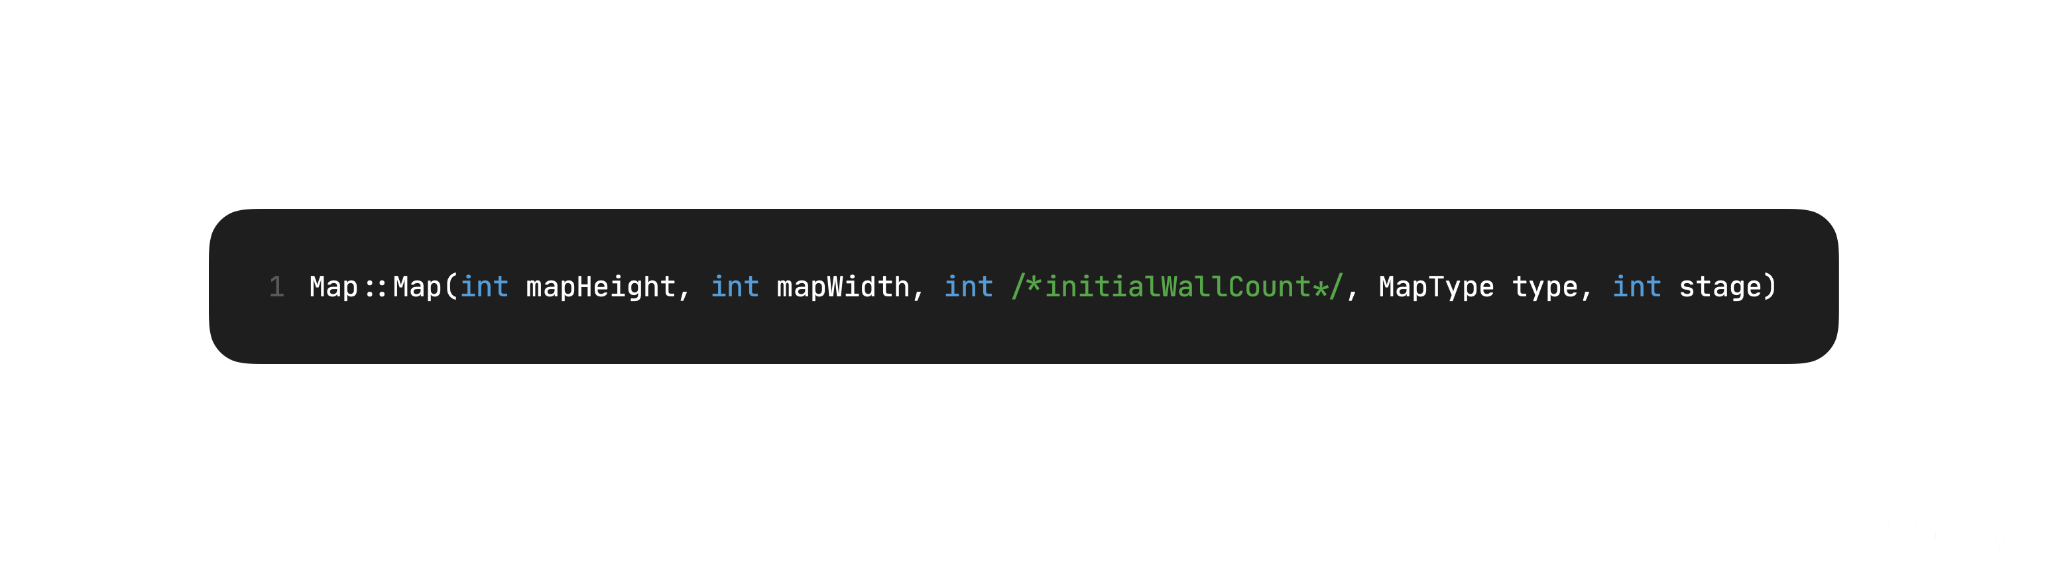 1 Map::Map(int mapHeight, int mapWidth, int /*initialWallCount*/, MapType type, int stage)